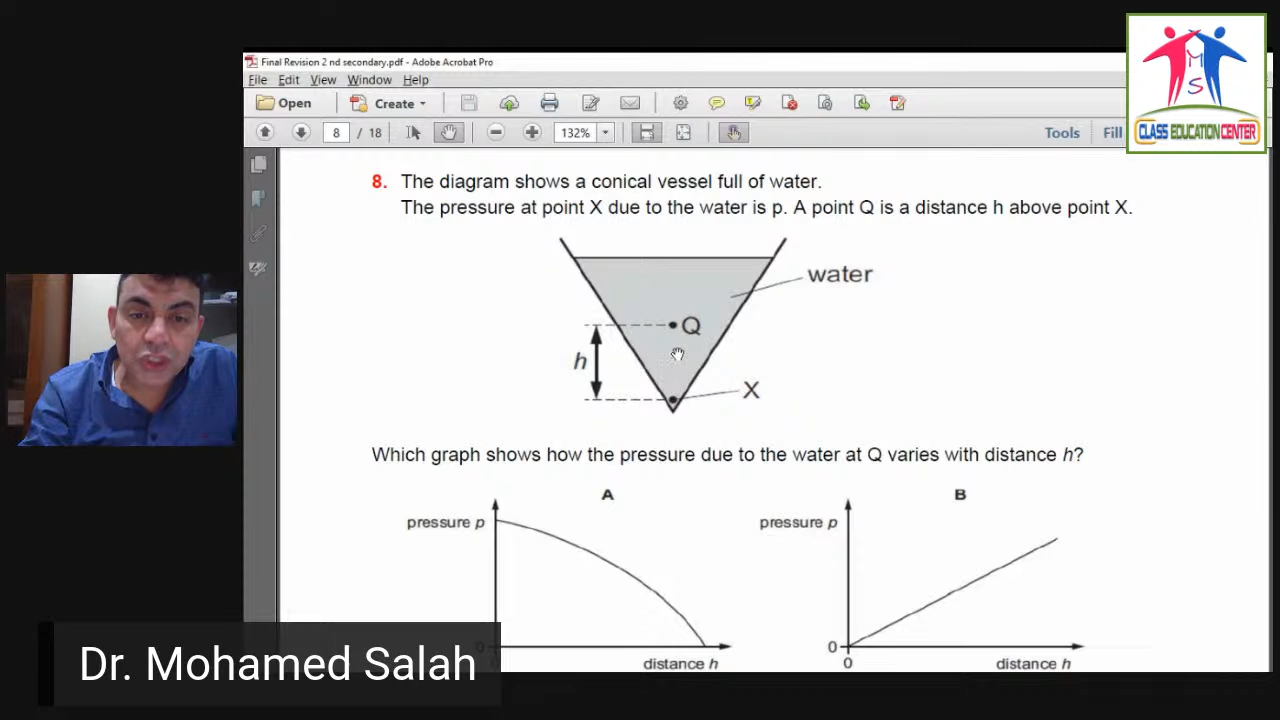 Final Revision 2 nd secondary.pdf - Adobe Acrobat Pro
File Edit View Window Help
Open Create
8 / 18 132% Tools Fill
M
S
CLASS EDUCATION CENTER
8. The diagram shows a conical vessel full of water.
The pressure at point X due to the water is p. A point Q is a distance h above point X.
water
Q
h
X
Which graph shows how the pressure due to the water at Q varies with distance h?
A B
pressure p pressure p
0 0
0 distance h 0 distance h
Dr. Mohamed Salah